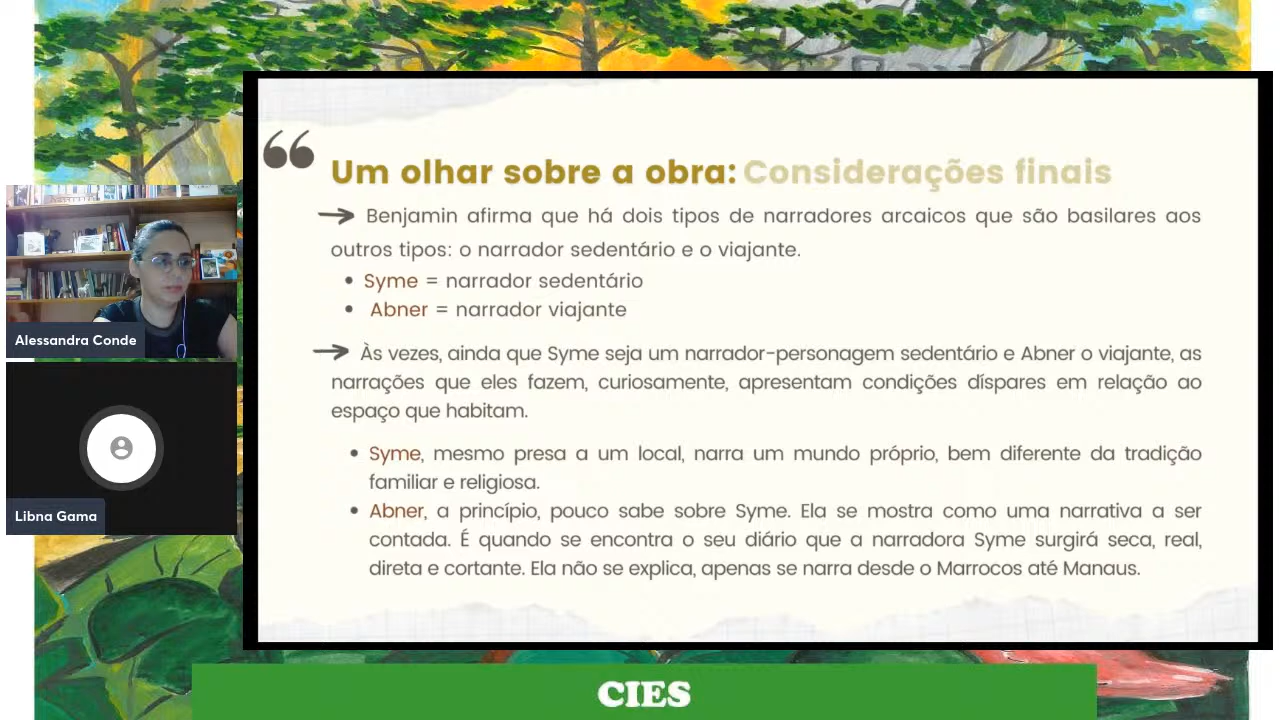 Um olhar sobre a obra: Considerações finais
Benjamin afirma que há dois tipos de narradores arcaicos que são basilares aos
outros tipos: o narrador sedentário e o viajante.
Syme = narrador sedentário
Abner = narrador viajante
Às vezes, ainda que Syme seja um narrador-personagem sedentário e Abner o viajante, as
narrações que eles fazem, curiosamente, apresentam condições díspares em relação ao
espaço que habitam.
Syme, mesmo presa a um local, narra um mundo próprio, bem diferente da tradição
familiar e religiosa.
Abner, a princípio, pouco sabe sobre Syme. Ela se mostra como uma narrativa a ser
contada. É quando se encontra o seu diário que a narradora Syme surgirá seca, real,
direta e cortante. Ela não se explica, apenas se narra desde o Marrocos até Manaus.
Alessandra Conde
Libna Gama
CIES